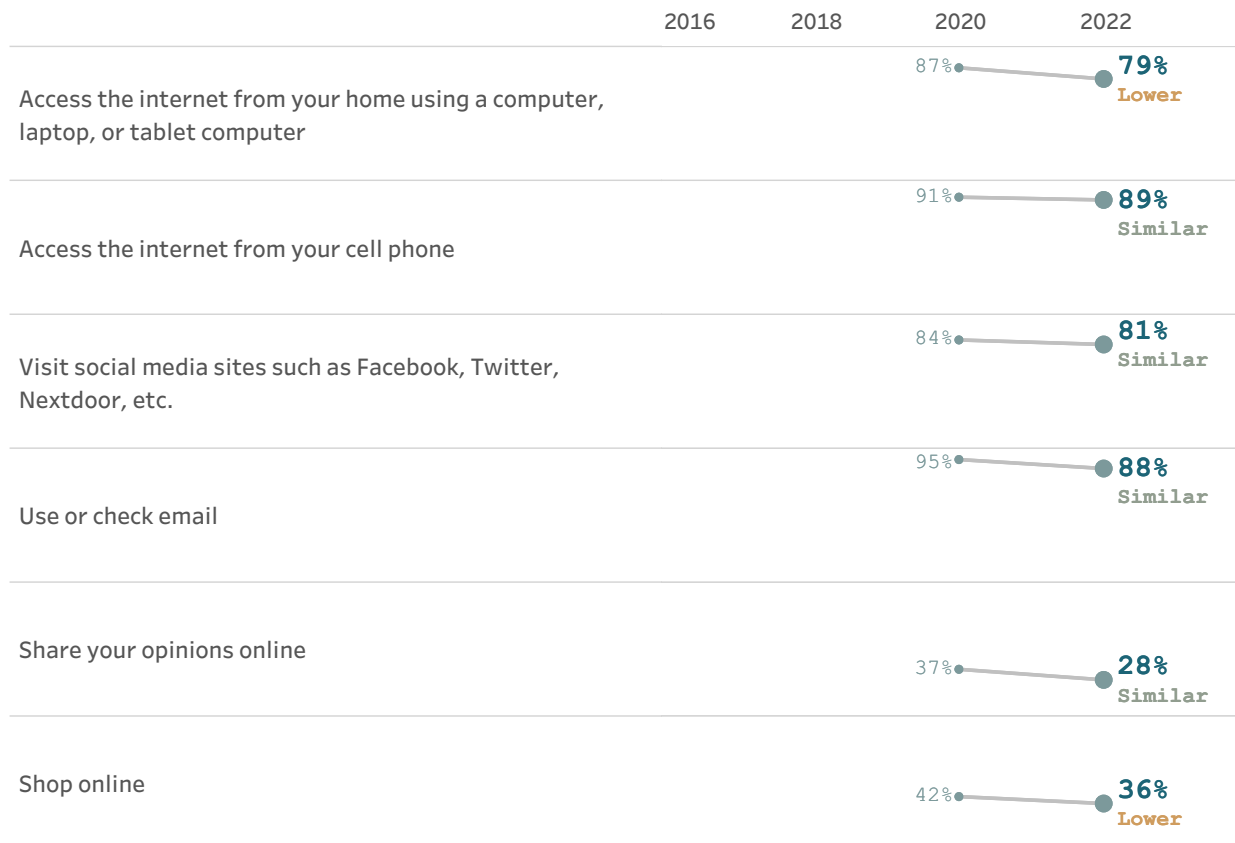 2016 2018 2020 2022
87% 79%
Lower
Access the internet from your home using a computer,
laptop, or tablet computer
91% 89%
Similar
Access the internet from your cell phone
84% 81%
Similar
Visit social media sites such as Facebook, Twitter,
Nextdoor, etc.
95% 88%
Similar
Use or check email
Share your opinions online
37% 28%
Similar
Shop online
42% 36%
Lower